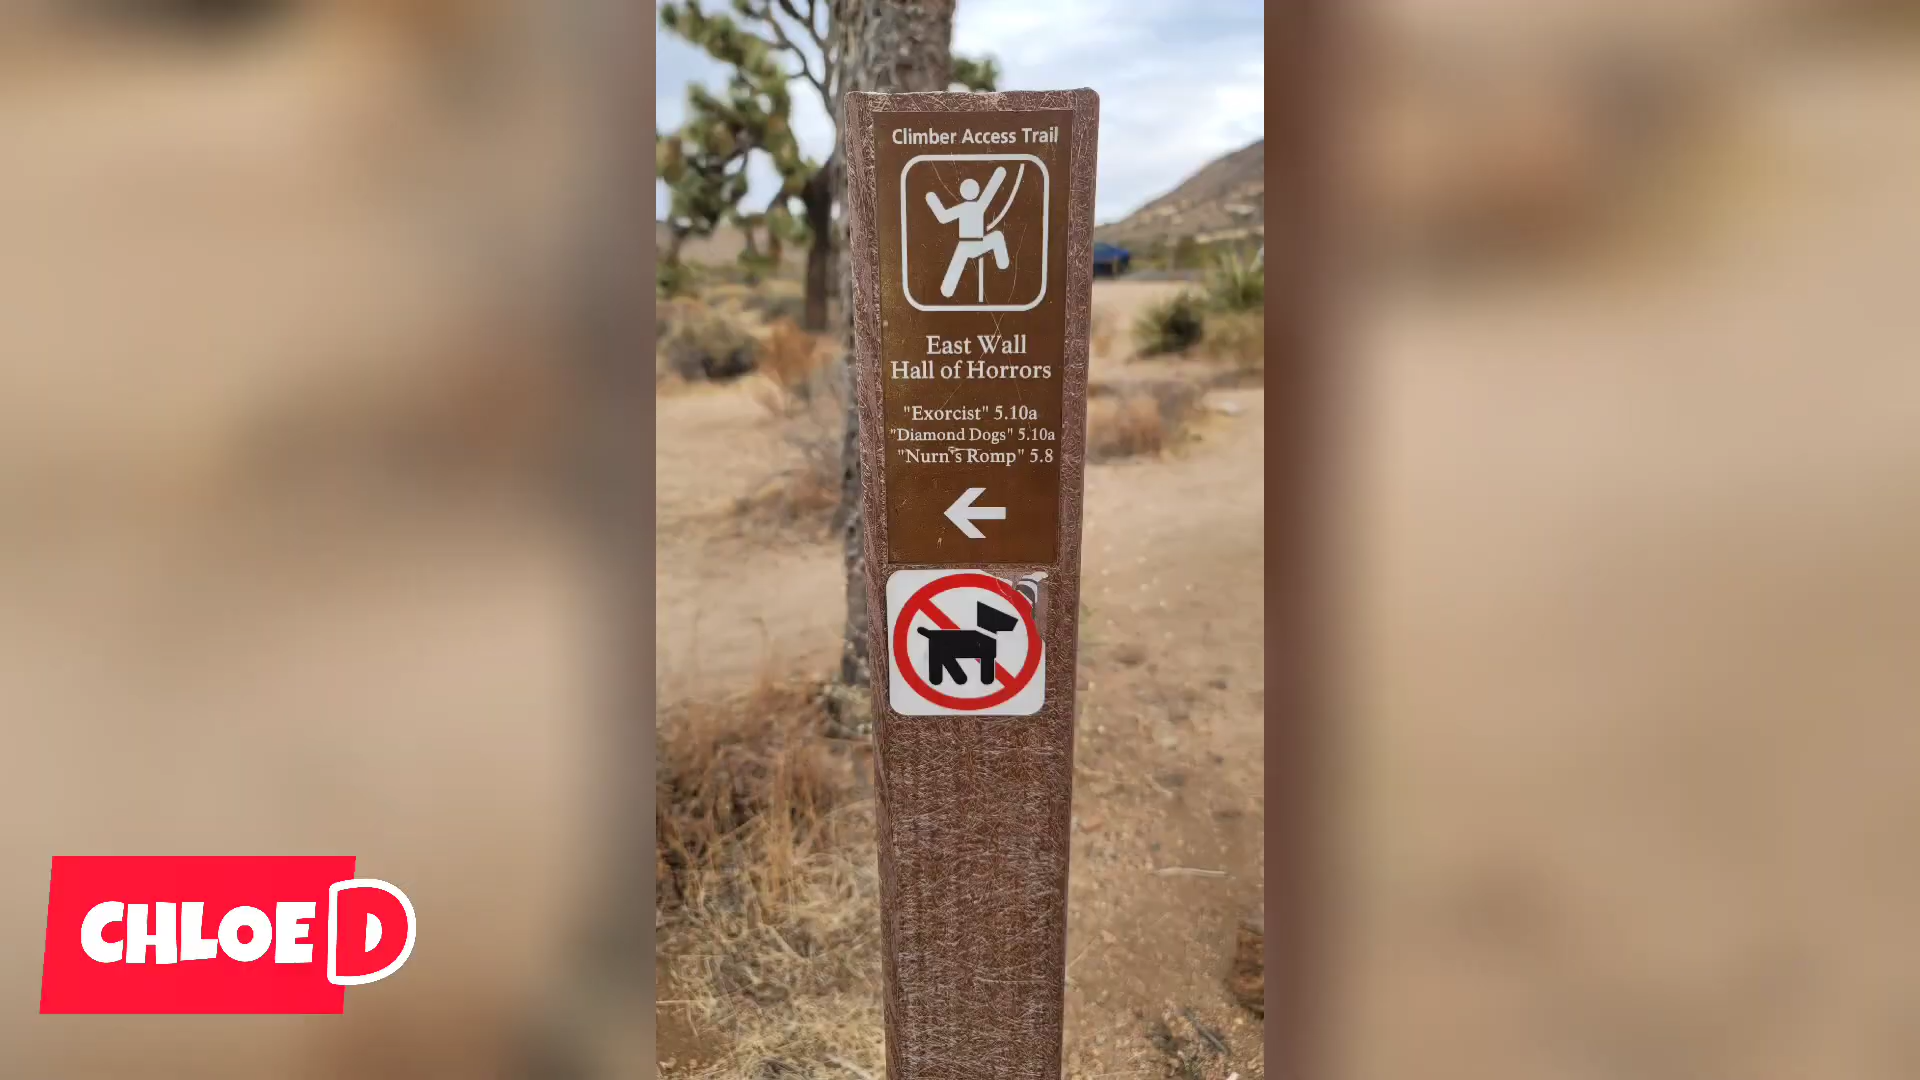 Climber Access Trail
East Wall
Hall of Horrors
"Exorcist" 5.10a
"Diamond Dogs" 5.10a
"Nurn's Romp" 5.8
CHLOE D